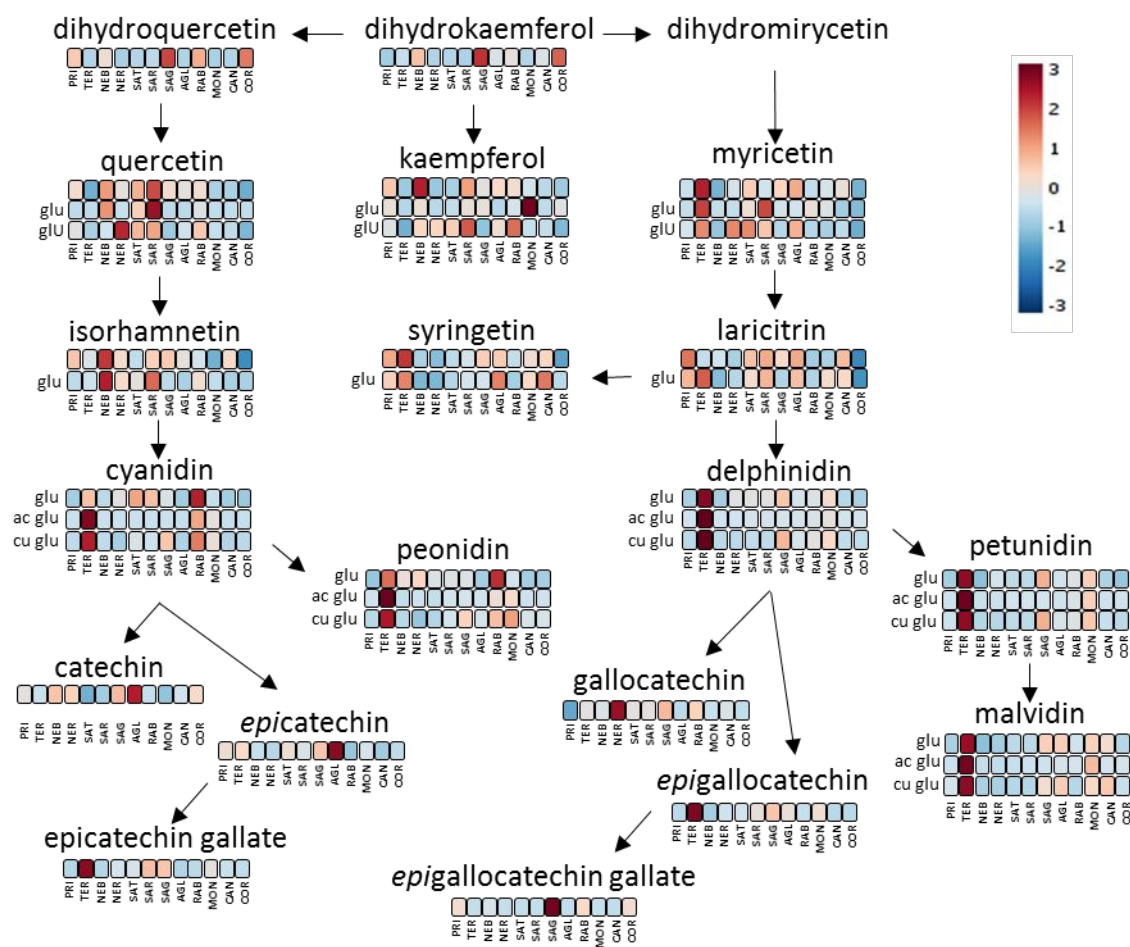 dihydroquercetin dihydrokaemferol dihydromirycetin
PRI TER NEB NER SAT SAR SAG AGL RAB MON CAN COR
PRI TER NEB NER SAT SAR SAG AGL RAB MON CAN COR
3
2
1
0
-1
-2
-3
quercetin
glu
glU
PRI TER NEB NER SAT SAR SAG AGL RAB MON CAN COR
kaempferol
PRI TER NEB NER SAT SAR SAG AGL RAB MON CAN COR
myricetin
glu
glU
PRI TER NEB NER SAT SAR SAG AGL RAB MON CAN COR
isorhamnetin
glu
PRI TER NEB NER SAT SAR SAG AGL RAB MON CAN COR
syringetin
glu
PRI TER NEB NER SAT SAR SAG AGL RAB MON CAN COR
laricitrin
glu
PRI TER NEB NER SAT SAR SAG AGL RAB MON CAN COR
cyanidin
glu
ac glu
cu glu
PRI TER NEB NER SAT SAR SAG AGL RAB MON CAN COR
delphinidin
glu
ac glu
cu glu
PRI TER NEB NER SAT SAR SAG AGL RAB MON CAN COR
peonidin
glu
ac glu
cu glu
PRI TER NEB NER SAT SAR SAG AGL RAB MON CAN COR
petunidin
glu
ac glu
cu glu
PRI TER NEB NER SAT SAR SAG AGL RAB MON CAN COR
catechin
PRI TER NEB NER SAT SAR SAG AGL RAB MON CAN COR
gallocatechin
PRI TER NEB NER SAT SAR SAG AGL RAB MON CAN COR
epicatechin
PRI TER NEB NER SAT SAR SAG AGL RAB MON CAN COR
malvidin
glu
ac glu
cu glu
PRI TER NEB NER SAT SAR SAG AGL RAB MON CAN COR
epigallocatechin
PRI TER NEB NER SAT SAR SAG AGL RAB MON CAN COR
epicatechin gallate
PRI TER NEB NER SAT SAR SAG AGL RAB MON CAN COR
epigallocatechin gallate
PRI TER NEB NER SAT SAR SAG AGL RAB MON CAN COR